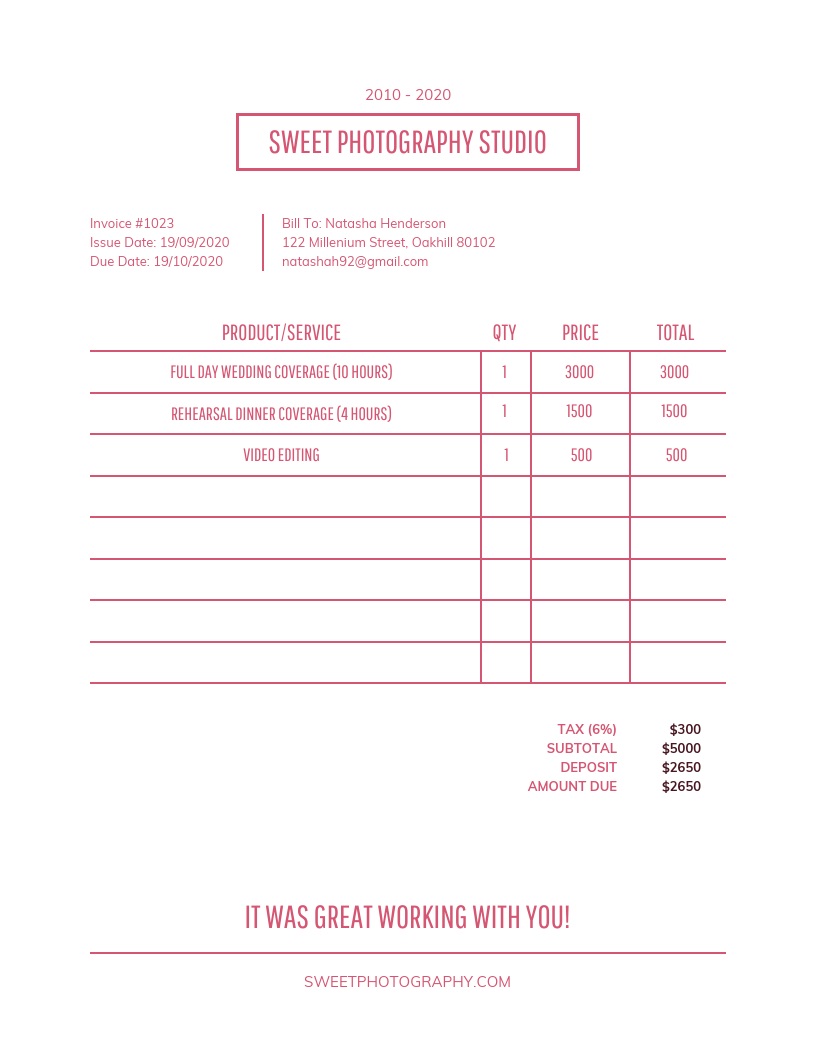 2010 - 2020
SWEET PHOTOGRAPHY STUDIO
Invoice #1023
Issue Date: 19/09/2020
Due Date: 19/10/2020
Bill To: Natasha Henderson
122 Millenium Street, Oakhill 80102
natashah92@gmail.com
PRODUCT/SERVICE QTY PRICE TOTAL
FULL DAY WEDDING COVERAGE (10 HOURS) 1 3000 3000
REHEARSAL DINNER COVERAGE (4 HOURS) 1 1500 1500
VIDEO EDITING 1 500 500
TAX (6%) $300
SUBTOTAL $5000
DEPOSIT $2650
AMOUNT DUE $2650
IT WAS GREAT WORKING WITH YOU!
SWEETPHOTOGRAPHY.COM